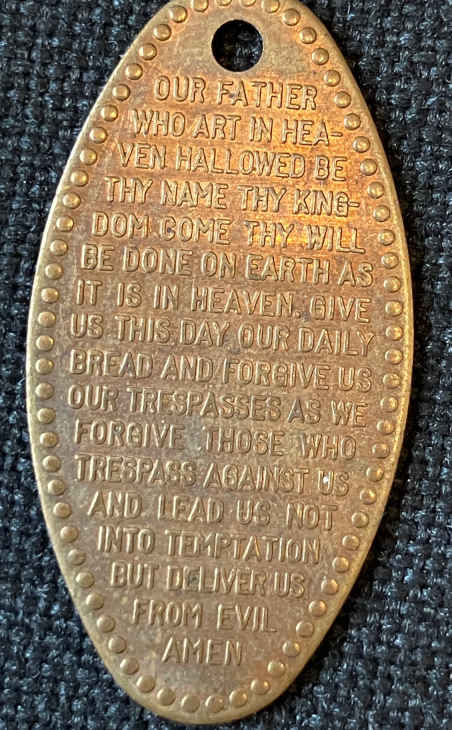 OUR FATHER
WHO ART IN HEA-
VEN HALLOWED BE
THY NAME THY KING-
DOM COME THY WILL
BE DONE ON EARTH AS
IT IS IN HEAVEN. GIVE
US THIS DAY OUR DAILY
BREAD AND FORGIVE US
OUR TRESPASSES AS WE
FORGIVE THOSE WHO
TRESPASS AGAINST US
AND LEAD US NOT
INTO TEMPTATION
BUT DELIVER US
FROM EVIL
AMEN